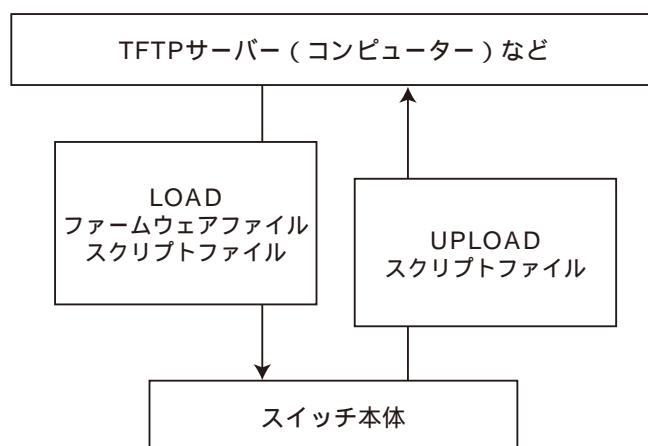 TFTPサーバー ( コンピューター ) など
LOAD
ファームウェアファイル
スクリプトファイル
UPLOAD
スクリプトファイル
スイッチ本体